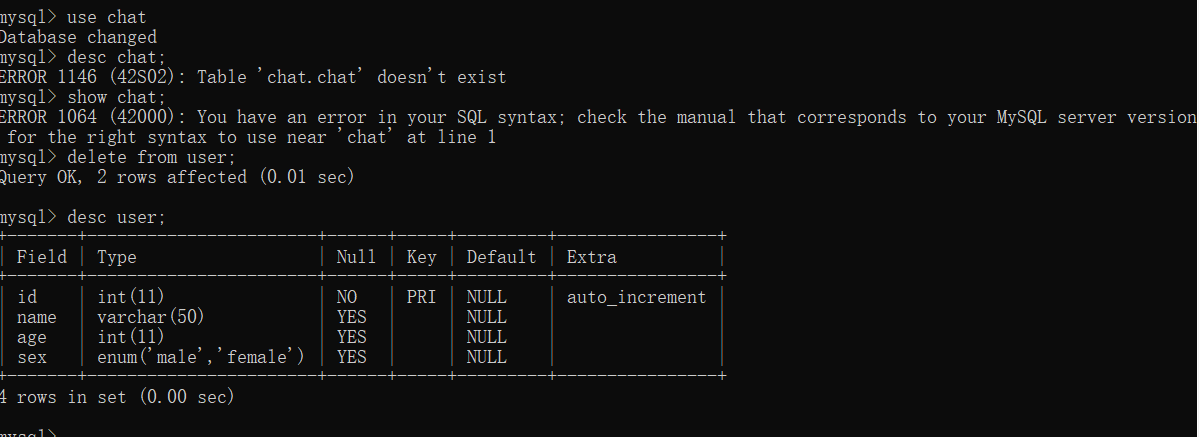 mysql> use chat
Database changed
mysql> desc chat;
ERROR 1146 (42S02): Table 'chat.chat' doesn't exist
mysql> show chat;
ERROR 1064 (42000): You have an error in your SQL syntax; check the manual that corresponds to your MySQL server version
for the right syntax to use near 'chat' at line 1
mysql> delete from user;
Query OK, 2 rows affected (0.01 sec)
mysql> desc user;
+-------+-----------------------+------+-----+---------+----------------+
| Field | Type | Null | Key | Default | Extra |
+-------+-----------------------+------+-----+---------+----------------+
| id | int(11) | NO | PRI | NULL | auto_increment |
| name | varchar(50) | YES | | NULL | |
| age | int(11) | YES | | NULL | |
| sex | enum('male','female') | YES | | NULL | |
+-------+-----------------------+------+-----+---------+----------------+
4 rows in set (0.00 sec)
mysql>